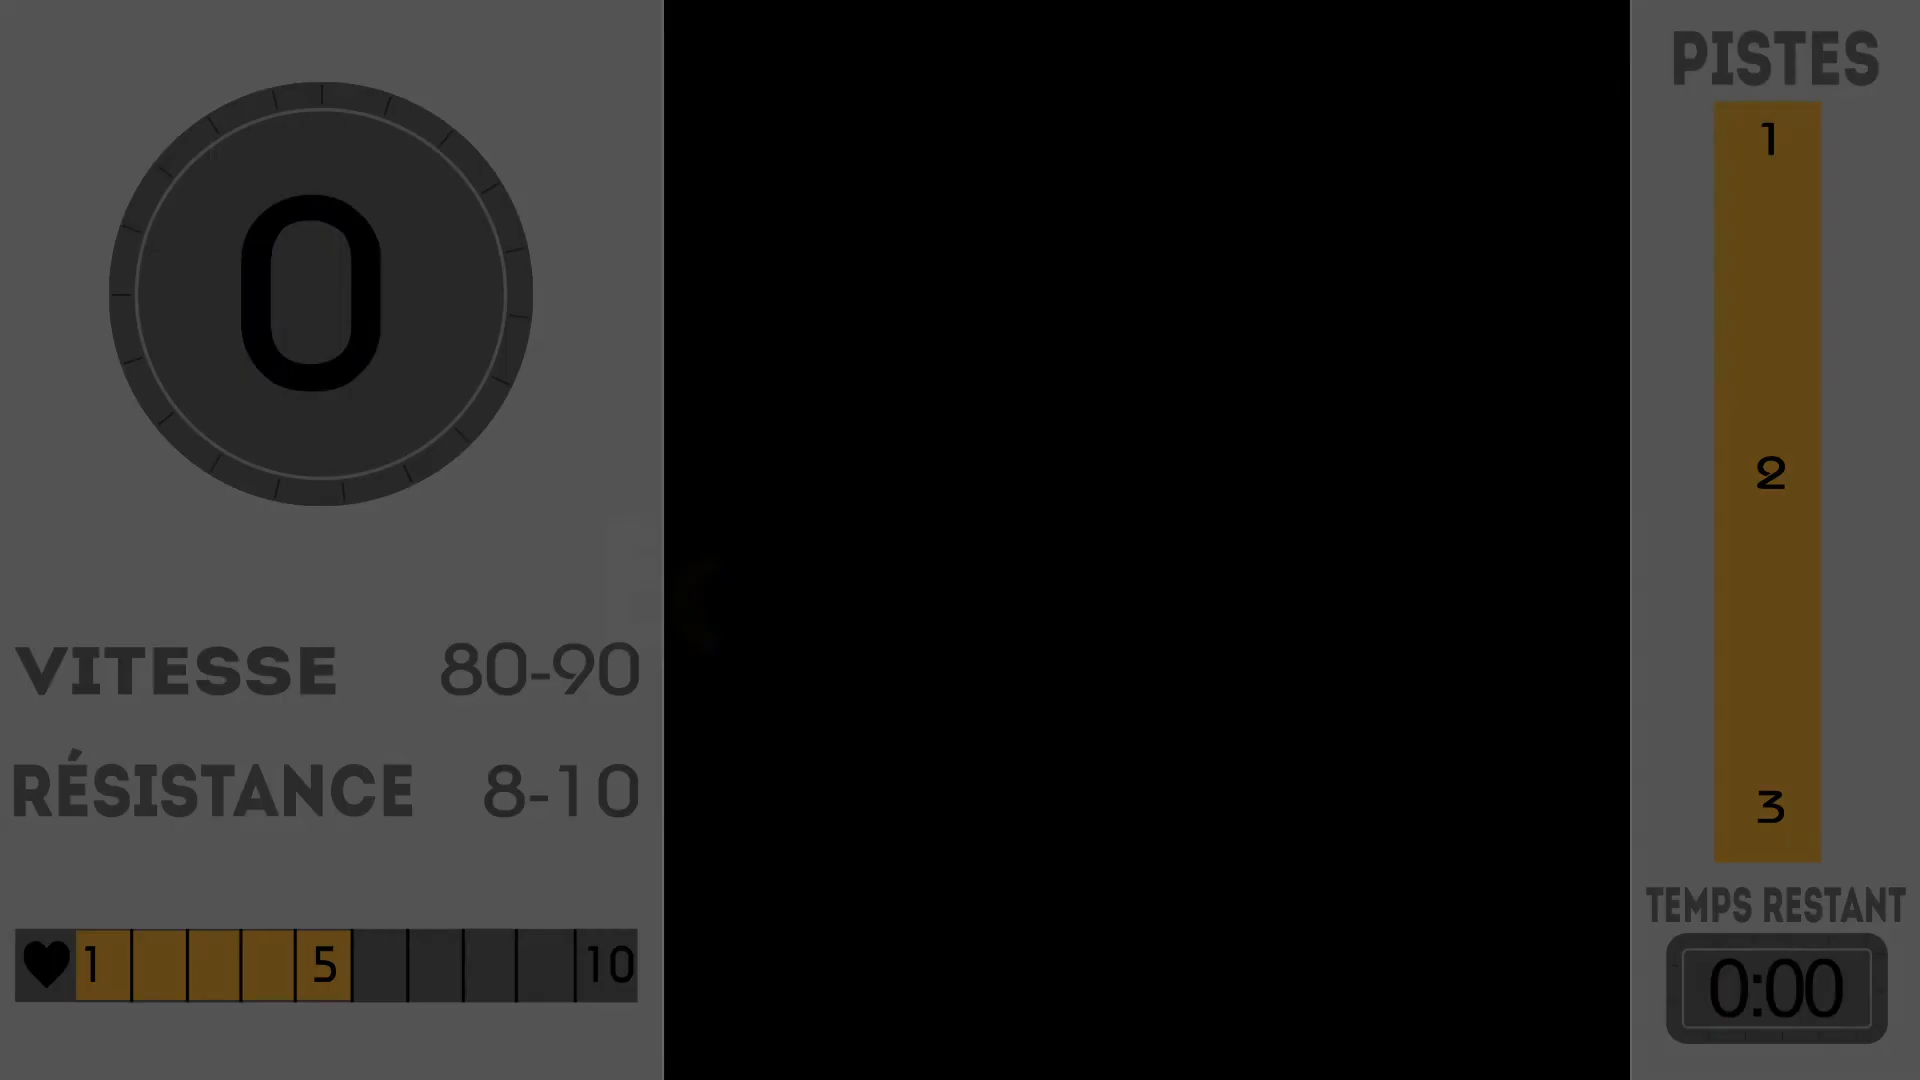 0
VITESSE 80-90
RÉSISTANCE 8-10
1 5 10
PISTES
1
2
3
TEMPS RESTANT
0:00